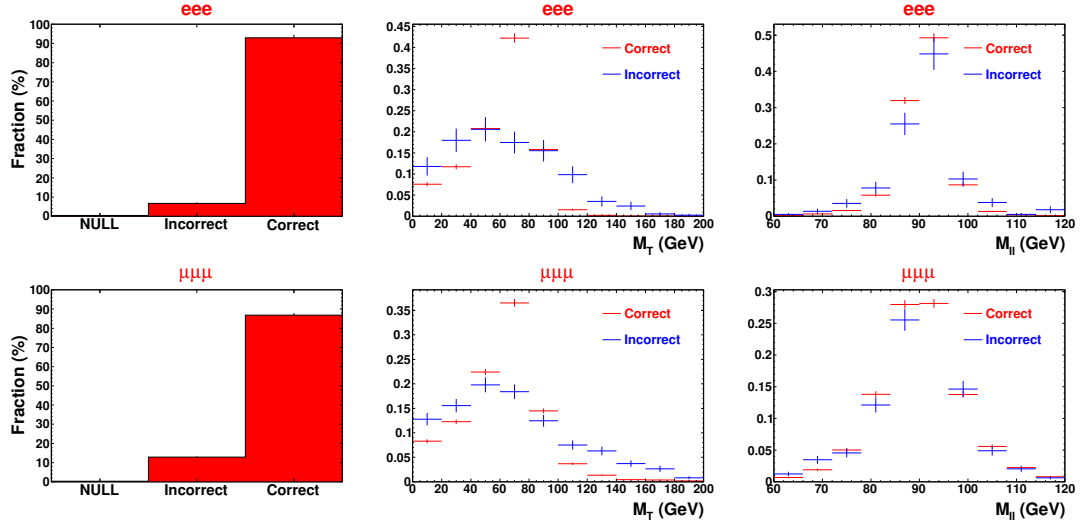 eee
Fraction (%)
100
90
80
70
60
50
40
30
20
10
0
NULL Incorrect Correct
eee
0.45
0.4
0.35
0.3
0.25
0.2
0.15
0.1
0.05
0
Correct
Incorrect
0 20 40 60 80 100 120 140 160 180 200
M_T (GeV)
eee
0.5
0.4
0.3
0.2
0.1
0
Correct
Incorrect
60 70 80 90 100 110 120
M_ll (GeV)
μμμ
Fraction (%)
100
90
80
70
60
50
40
30
20
10
0
NULL Incorrect Correct
μμμ
0.35
0.3
0.25
0.2
0.15
0.1
0.05
0
Correct
Incorrect
0 20 40 60 80 100 120 140 160 180 200
M_T (GeV)
μμμ
0.3
0.25
0.2
0.15
0.1
0.05
0
Correct
Incorrect
60 70 80 90 100 110 120
M_ll (GeV)